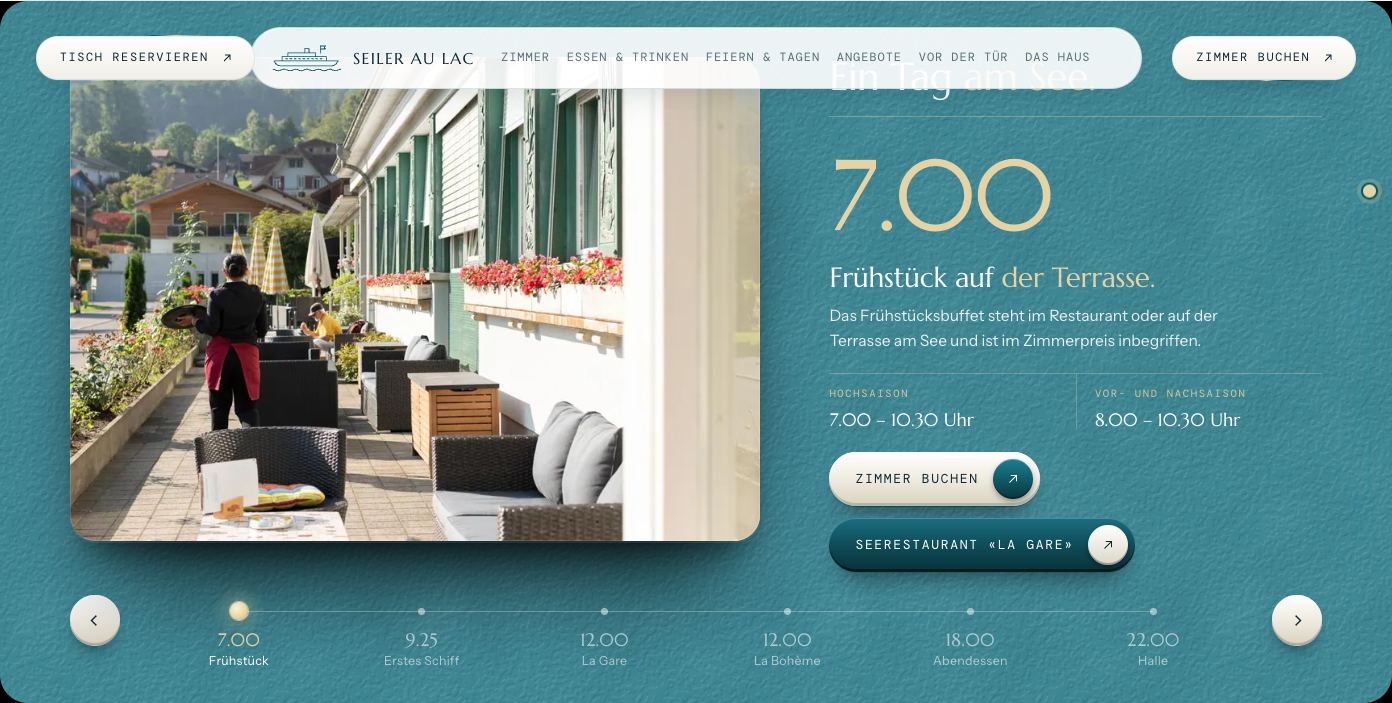 TISCH RESERVIEREN
SEILER AU LAC
ZIMMER
ESSEN & TRINKEN
FEIERN & TAGEN
ANGEBOTE
VOR DER TÜR
DAS HAUS
ZIMMER BUCHEN
Ein Tag am See.
7.00
Frühstück auf der Terrasse.
Das Frühstücksbuffet steht im Restaurant oder auf der
Terrasse am See und ist im Zimmerpreis inbegriffen.
HOCHSAISON
7.00 – 10.30 Uhr
VOR- UND NACHSAISON
8.00 – 10.30 Uhr
ZIMMER BUCHEN
SEERESTAURANT «LA GARE»
7.00
Frühstück
9.25
Erstes Schiff
12.00
La Gare
12.00
La Bohème
18.00
Abendessen
22.00
Halle